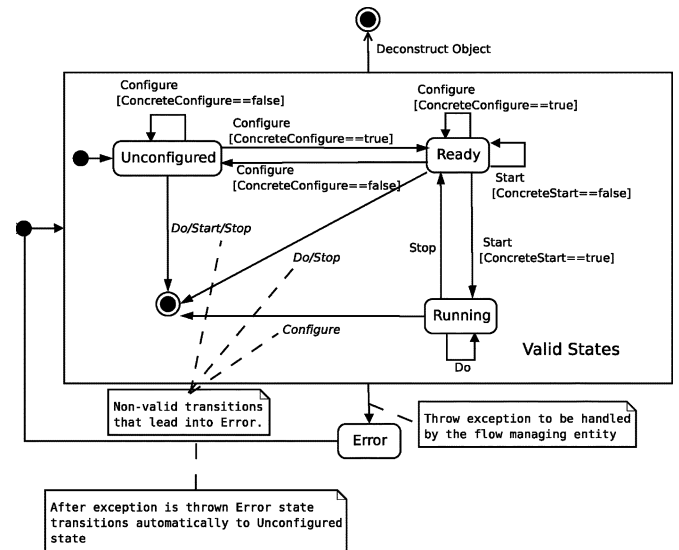 Deconstruct Object
Configure
[ConcreteConfigure==false]
Configure
[ConcreteConfigure==true]
Configure
[ConcreteConfigure==true]
Unconfigured
Ready
Configure
[ConcreteConfigure==false]
Start
[ConcreteStart==false]
Do/Start/Stop
Do/Stop
Stop
Start
[ConcreteStart==true]
Configure
Running
Valid States
Do
Non-valid transitions
that lead into Error.
Throw exception to be handled
by the flow managing entity
Error
After exception is thrown Error state
transitions automatically to Unconfigured
state